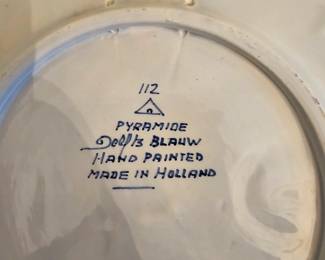 112
PYRAMIDE
Delfts BLAUW
HAND PAINTED
MADE IN HOLLAND